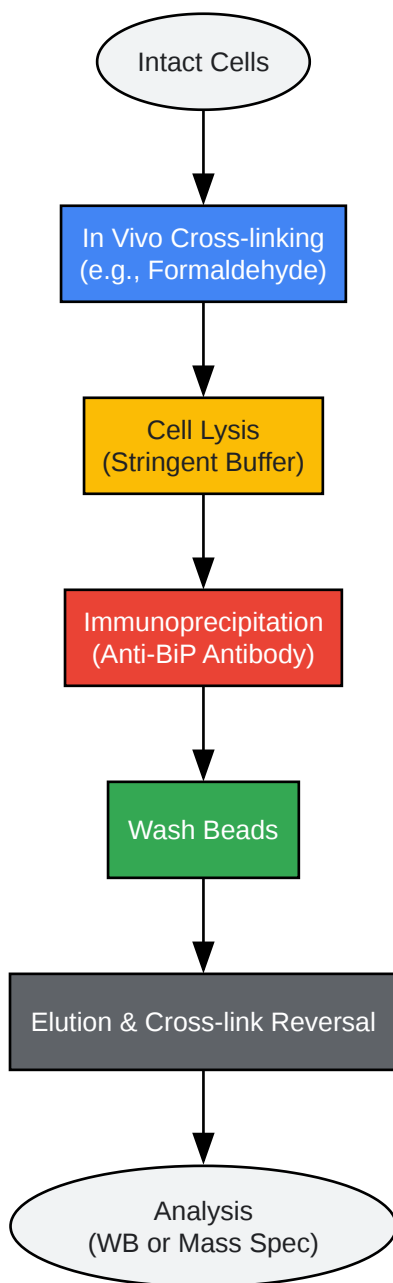 Intact Cells
In Vivo Cross-linking
(e.g., Formaldehyde)
Cell Lysis
(Stringent Buffer)
Immunoprecipitation
(Anti-BiP Antibody)
Wash Beads
Elution & Cross-link Reversal
Analysis
(WB or Mass Spec)